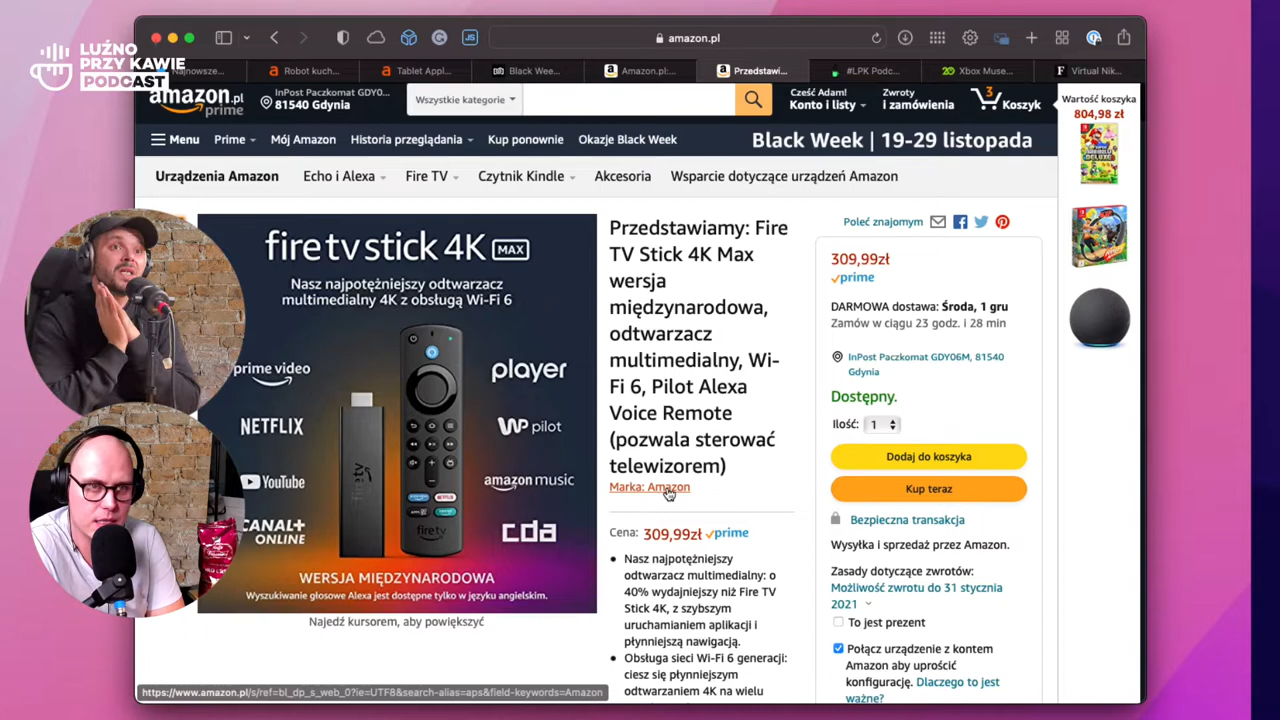 LUŹNO
PRZY KAWIE
PODCAST
amazon.pl
Najnowsze...
Robot kuch...
Tablet Appl...
Black Wee...
Amazon.pl:...
Przedstawi...
#LPK Podc...
Xbox Muse...
Virtual Nik...
amazon.pl
prime
InPost Paczkomat GDY0...
81540 Gdynia
Wszystkie kategorie
Cześć Adam!
Konto i listy
Zwroty
i zamówienia
3
Koszyk
Wartość koszyka
804,98 zł
Menu
Prime
Mój Amazon
Historia przeglądania
Kup ponownie
Okazje Black Week
Black Week | 19-29 listopada
Urządzenia Amazon
Echo i Alexa
Fire TV
Czytnik Kindle
Akcesoria
Wsparcie dotyczące urządzeń Amazon
fire tv stick 4K MAX
Nasz najpotężniejszy odtwarzacz
multimedialny 4K z obsługą Wi-Fi 6
prime video
NETFLIX
YouTube
CANAL+
ONLINE
player
WP pilot
amazon music
cda
fire tv
WERSJA MIĘDZYNARODOWA
Wyszukiwanie głosowe Alexa jest dostępne tylko w języku angielskim.
Najedź kursorem, aby powiększyć
Przedstawiamy: Fire
TV Stick 4K Max
wersja
międzynarodowa,
odtwarzacz
multimedialny, Wi-
Fi 6, Pilot Alexa
Voice Remote
(pozwala sterować
telewizorem)
Marka: Amazon
Cena: 309,99zł prime
• Nasz najpotężniejszy
odtwarzacz multimedialny: o
40% wydajniejszy niż Fire TV
Stick 4K, z szybszym
uruchamianiem aplikacji i
płynniejszą nawigacją.
• Obsługa sieci Wi-Fi 6 generacji:
ciesz się płynniejszym
odtwarzaniem 4K na wielu
Poleć znajomym
309,99zł
prime
DARMOWA dostawa: Środa, 1 gru
Zamów w ciągu 23 godz. i 28 min
InPost Paczkomat GDY06M, 81540
Gdynia
Dostępny.
Ilość: 1
Dodaj do koszyka
Kup teraz
Bezpieczna transakcja
Wysyłka i sprzedaż przez Amazon.
Zasady dotyczące zwrotów:
Możliwość zwrotu do 31 stycznia
2021
To jest prezent
Połącz urządzenie z kontem
Amazon aby uprościć
konfigurację. Dlaczego to jest
ważne?
https://www.amazon.pl/s/ref=bl_dp_s_web_0?ie=UTF8&search-alias=aps&field-keywords=Amazon